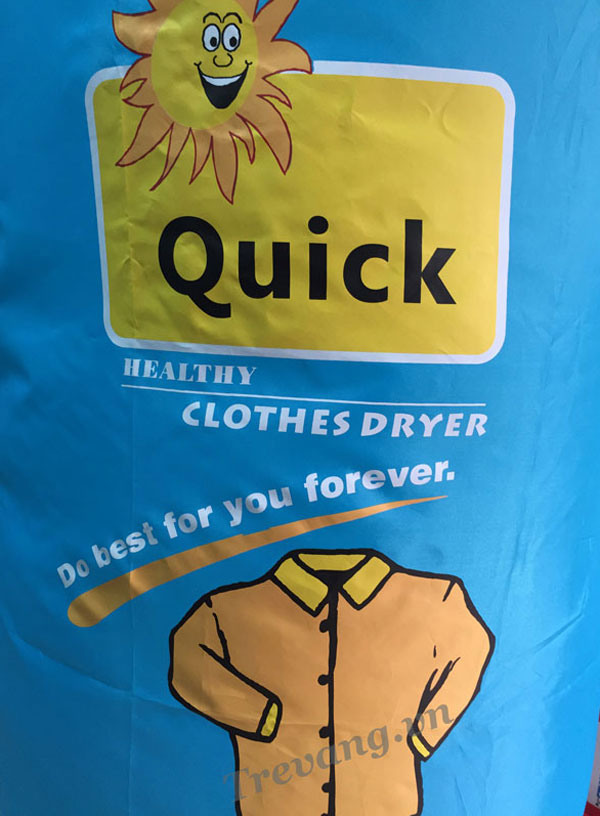 Quick
HEALTHY
CLOTHES DRYER
Do best for you forever.
Trevang.vn